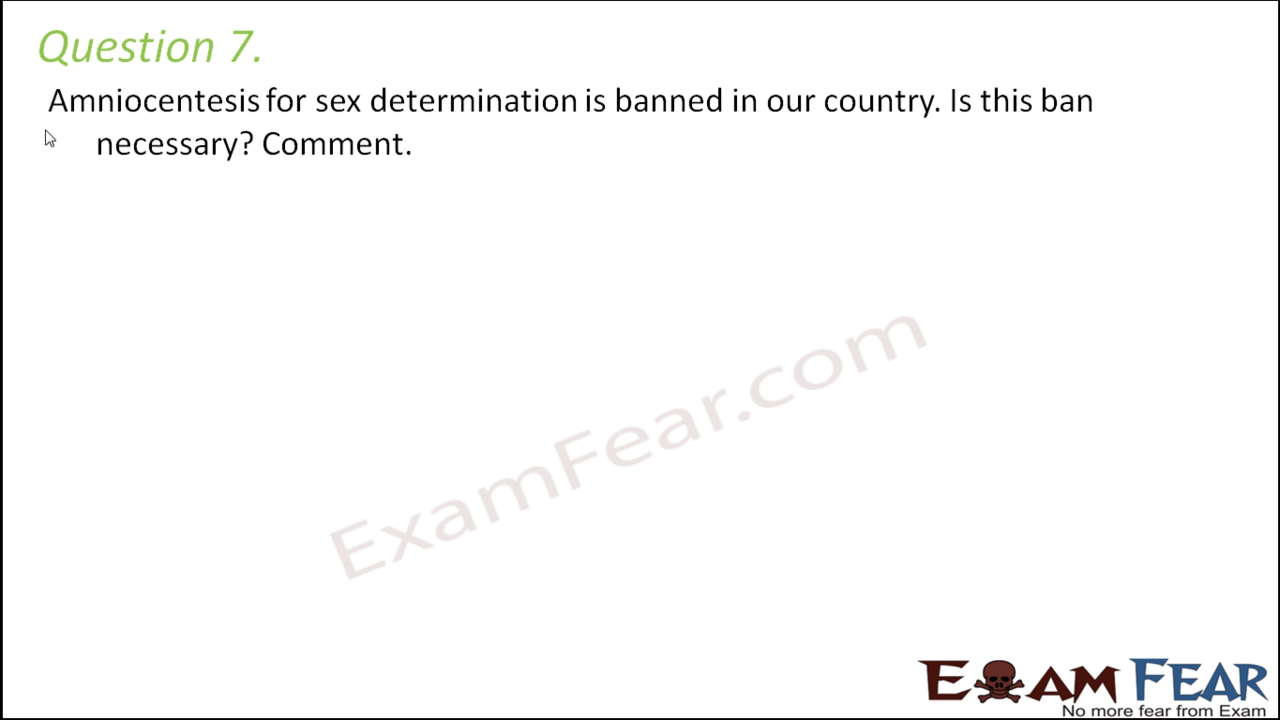 Question 7.
Amniocentesis for sex determination is banned in our country. Is this ban
necessary? Comment.
ExamFear.com
EXAM FEAR
No more fear from Exam